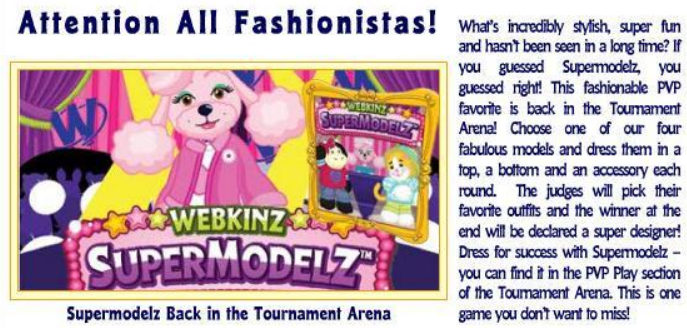 Attention All Fashionistas!
WEBKINZ
SUPERMODELZ
W
WEBKINZ
SUPERMODELZ™
Supermodelz Back in the Tournament Arena
What's incredibly stylish, super fun
and hasn't been seen in a long time? If
you guessed Supermodelz, you
guessed right! This fashionable PVP
favorite is back in the Tournament
Arena! Choose one of our four
fabulous models and dress them in a
top, a bottom and an accessory each
round. The judges will pick their
favorite outfits and the winner at the
end will be declared a super designer!
Dress for success with Supermodelz –
you can find it in the PVP Play section
of the Tournament Arena. This is one
game you don't want to miss!